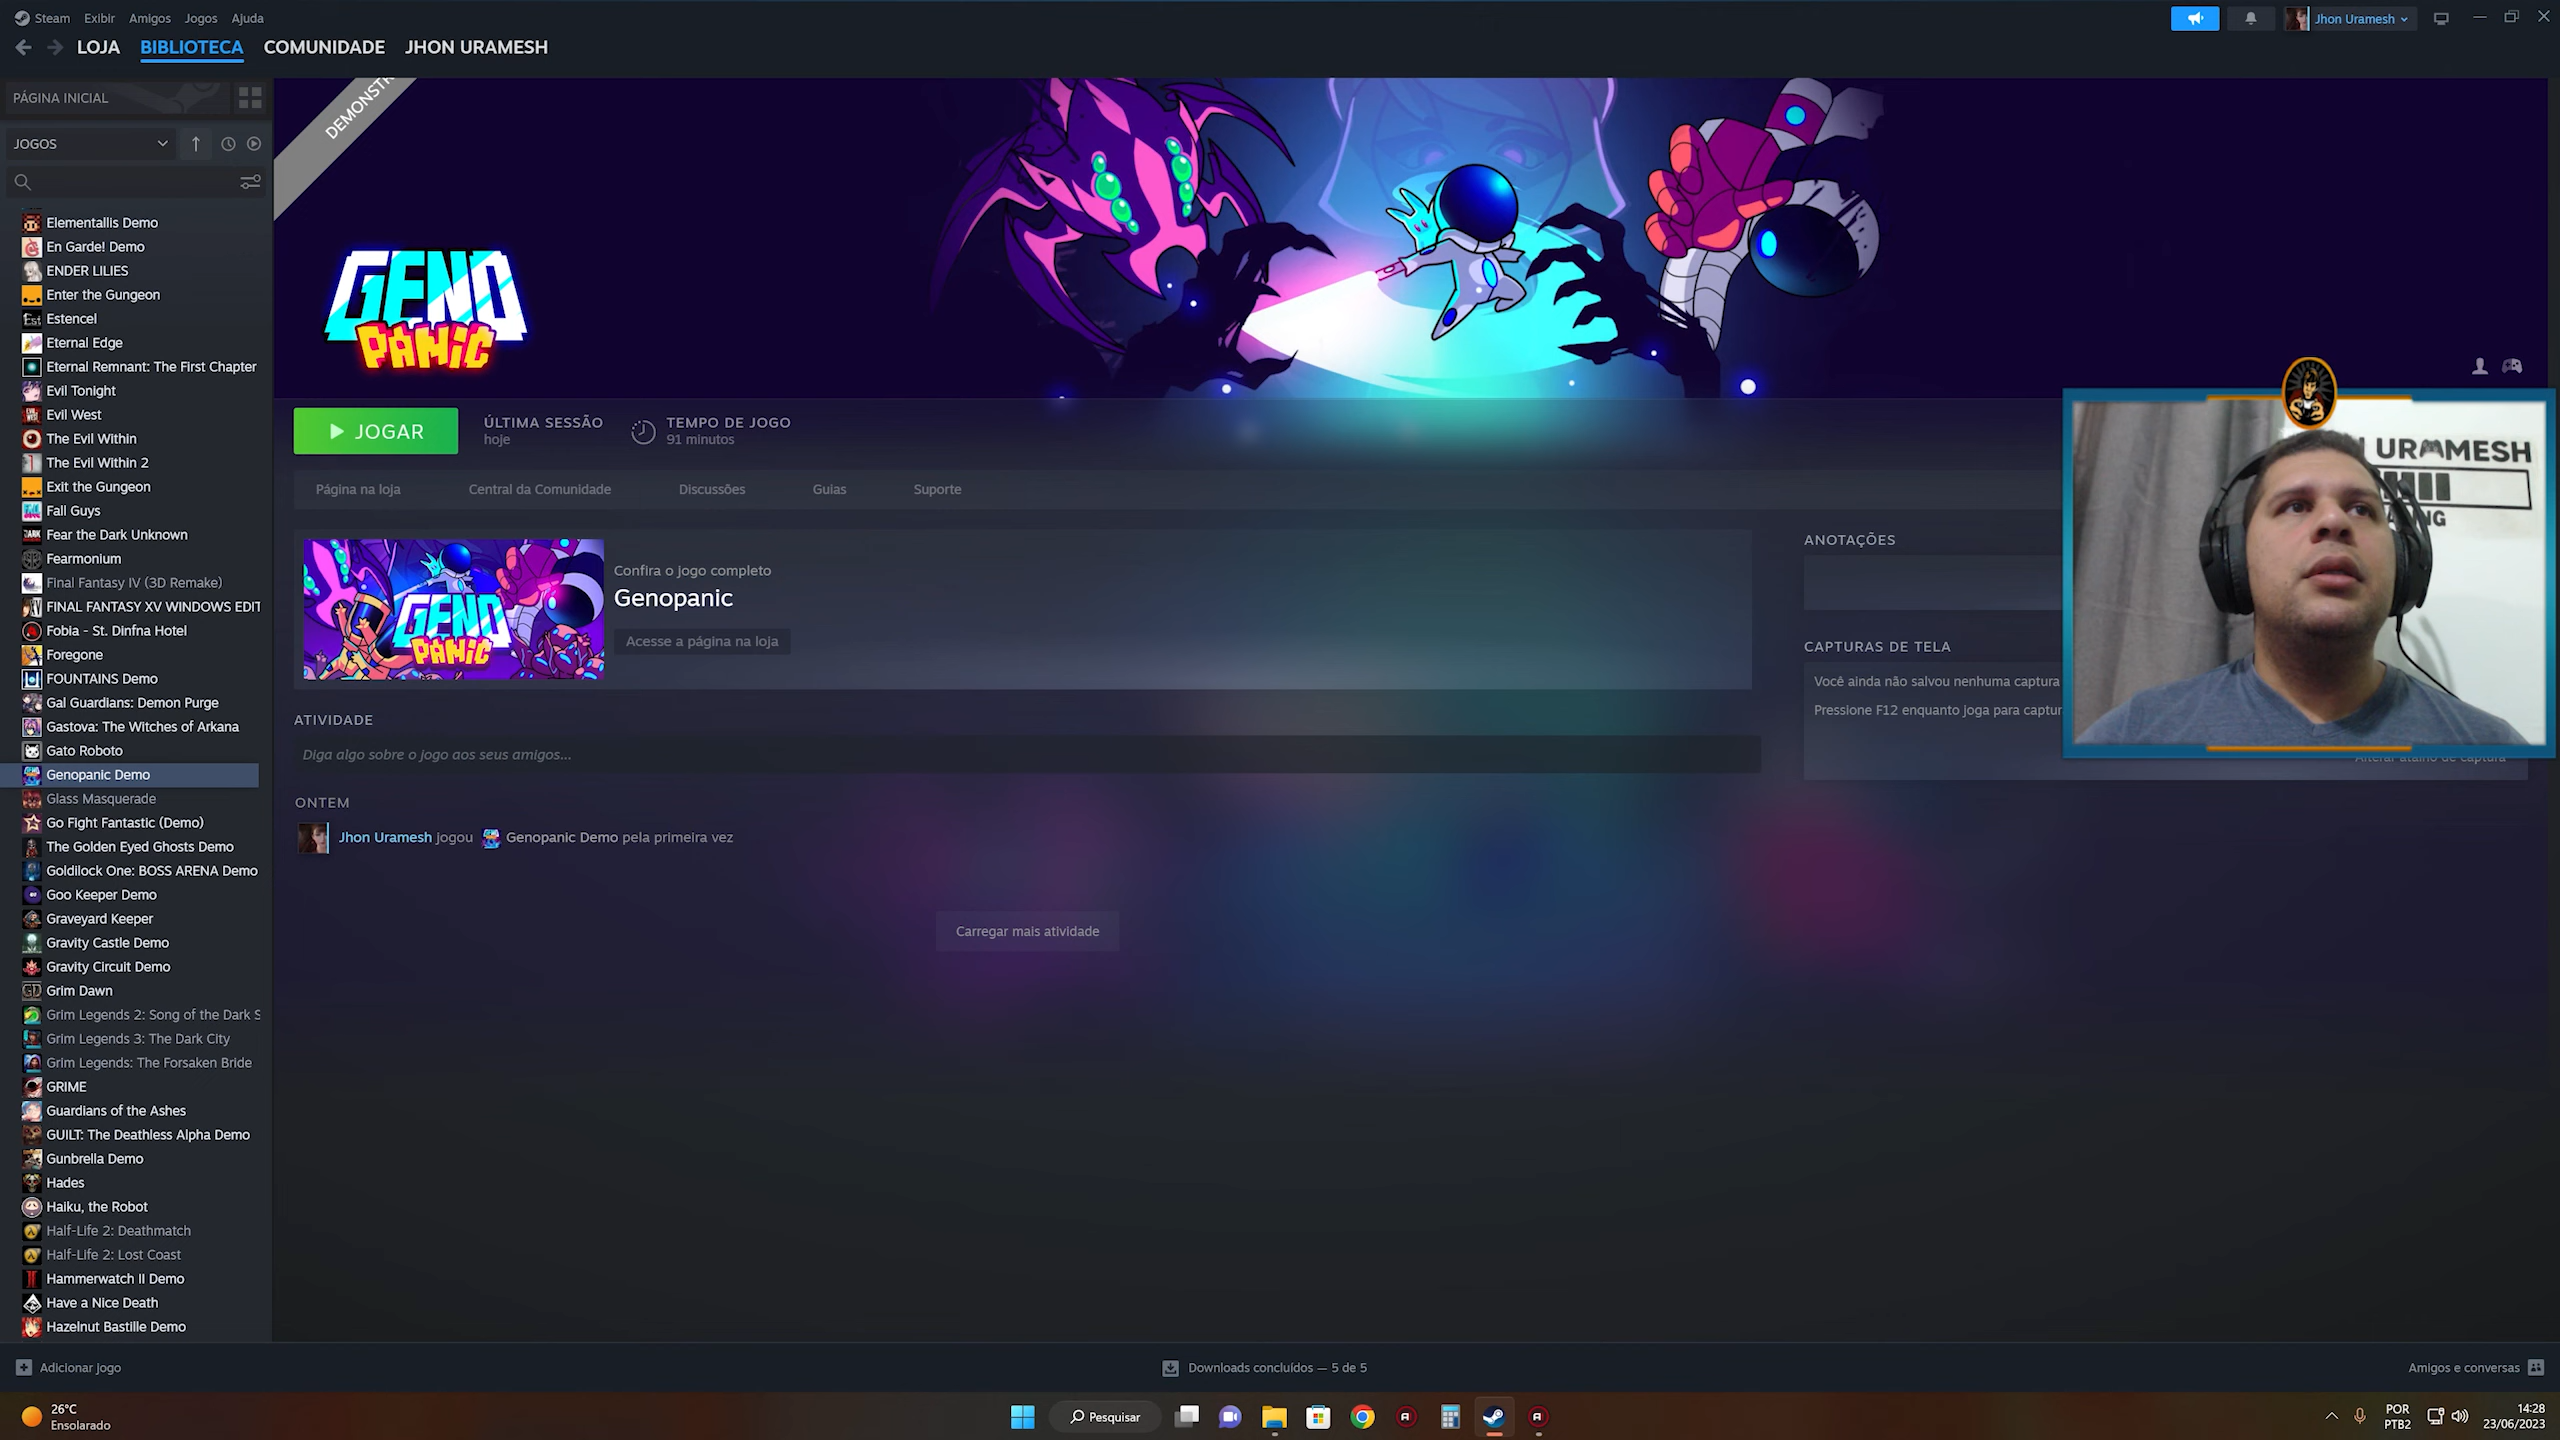 Steam Exibir Amigos Jogos Ajuda
Jhon Uramesh
LOJA BIBLIOTECA COMUNIDADE JHON URAMESH
PÁGINA INICIAL
JOGOS
Elementallis Demo
En Garde! Demo
ENDER LILIES
Enter the Gungeon
Estencel
Eternal Edge
Eternal Remnant: The First Chapter
Evil Tonight
Evil West
The Evil Within
The Evil Within 2
Exit the Gungeon
Fall Guys
Fear the Dark Unknown
Fearmonium
Final Fantasy IV (3D Remake)
FINAL FANTASY XV WINDOWS EDIT
Fobia - St. Dinfna Hotel
Foregone
FOUNTAINS Demo
Gal Guardians: Demon Purge
Gastova: The Witches of Arkana
Gato Roboto
Genopanic Demo
Glass Masquerade
Go Fight Fantastic (Demo)
The Golden Eyed Ghosts Demo
Goldilock One: BOSS ARENA Demo
Goo Keeper Demo
Graveyard Keeper
Gravity Castle Demo
Gravity Circuit Demo
Grim Dawn
Grim Legends 2: Song of the Dark S
Grim Legends 3: The Dark City
Grim Legends: The Forsaken Bride
GRIME
Guardians of the Ashes
GUILT: The Deathless Alpha Demo
Gunbrella Demo
Hades
Haiku, the Robot
Half-Life 2: Deathmatch
Half-Life 2: Lost Coast
Hammerwatch II Demo
Have a Nice Death
Hazelnut Bastille Demo
DEMONSTR
GENO
PANIC
JOGAR
ÚLTIMA SESSÃO
hoje
TEMPO DE JOGO
91 minutos
Página na loja Central da Comunidade Discussões Guias Suporte
GENO
PANIC
Confira o jogo completo
Genopanic
Acesse a página na loja
ATIVIDADE
Diga algo sobre o jogo aos seus amigos...
ONTEM
Jhon Uramesh jogou Genopanic Demo pela primeira vez
Carregar mais atividade
ANOTAÇÕES
CAPTURAS DE TELA
Você ainda não salvou nenhuma captura
Pressione F12 enquanto joga para captur
Alterar atalho de captura
URAMESH
Adicionar jogo
Downloads concluídos — 5 de 5
Amigos e conversas
26°C
Ensolarado
Pesquisar
POR
PTB2
14:28
23/06/2023